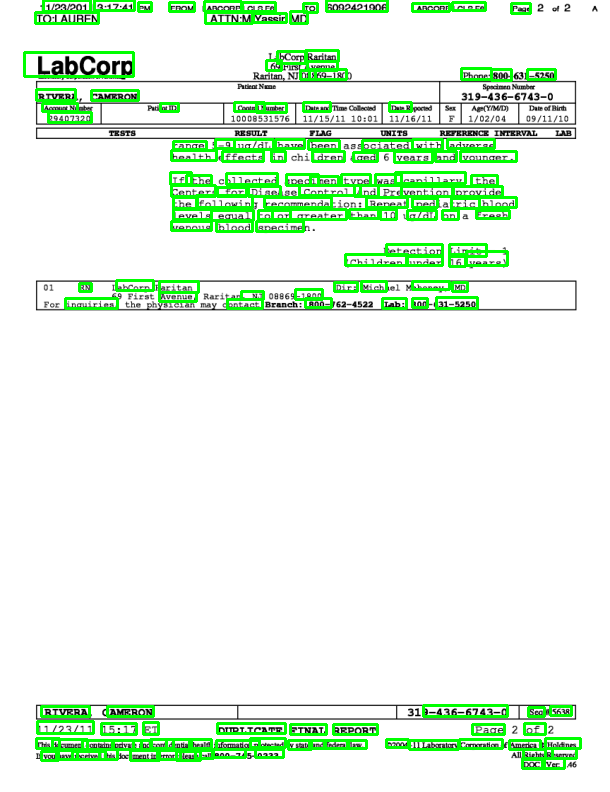 11/23/201 3:17:41 PM FROM LABCORP CLS ES TO 6092421906 LABCORP CLS ES Page 2 of 2
TO:LAUREN ATTN:M Yassir MD
LabCorp
LabCorp Raritan
69 First Avenue
Raritan, NJ 08869-1800
Phone: 800-631-5250
Patient Name Specimen Number
RIVERA, CAMERON 319-436-6743-0
Account Number Patient ID Control Number Date and Time Collected Date Reported Sex Age(Y/M/D) Date of Birth
29407320 10008531576 11/15/11 10:01 11/16/11 F 1/02/04 09/11/10
TESTS RESULT FLAG UNITS REFERENCE INTERVAL LAB
range 5-9 ug/dL have been associated with adverse
health effects in children aged 6 years and younger.
If the collected specimen type was capillary, the
Centers for Disease Control and Prevention provide
the following recommendation: Repeat pediatric blood
levels equal to or greater than 10 ug/dL on a fresh
venous blood specimen.
Detection Limit 1
(Children under 16 years)
01 RN LabCorp Raritan Dir: Michael Mahoney, MD
69 First Avenue, Raritan, NJ 08869-1800
For inquiries, the physician may contact Branch: 800-762-4522 Lab: 800-631-5250
RIVERA, CAMERON 319-436-6743-0 Seq # 5638
11/23/11 15:17 ET DUPLICATE FINAL REPORT Page 2 of 2
This document contains private and confidential health information protected by state and federal law. ©2004-11 Laboratory Corporation of America ® Holdings
If you have received this document in error please call 800-745-0233 All Rights Reserved
DOC Ver: .46